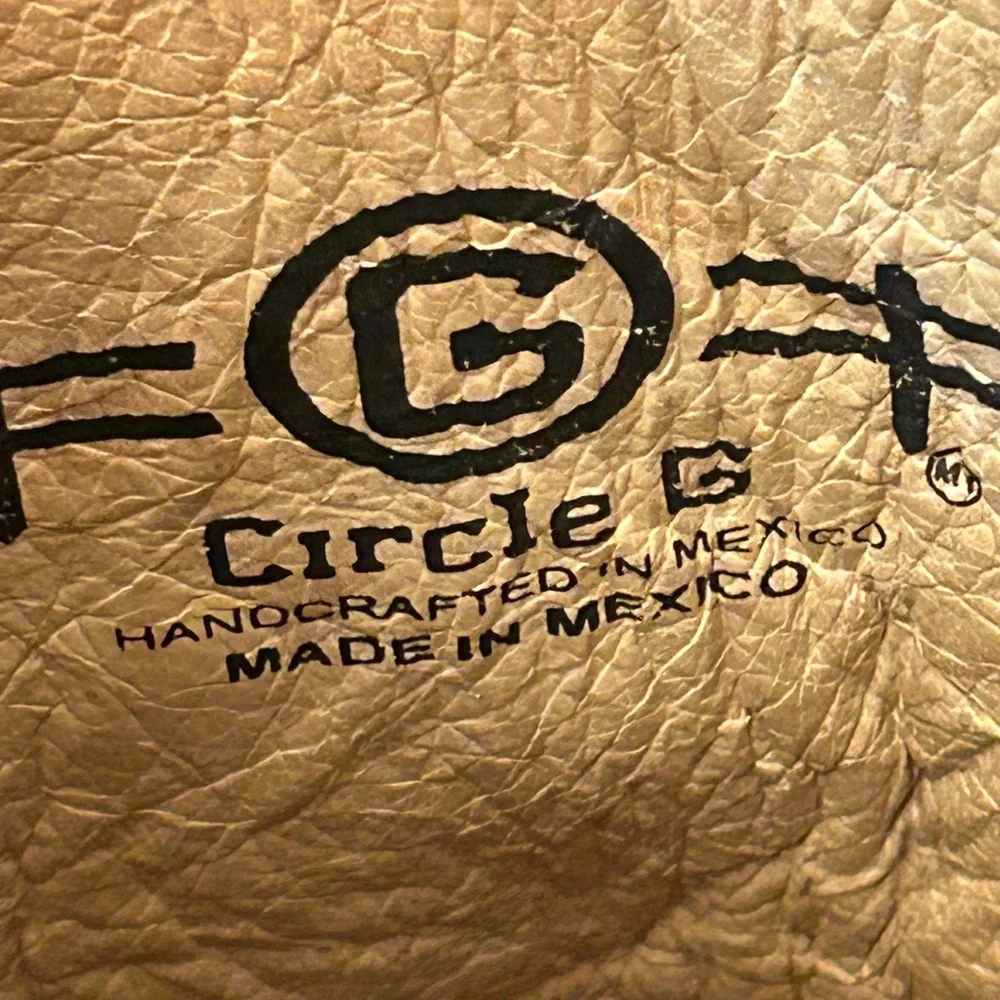 G
Circle G
HANDCRAFTED IN MEXICO
MADE IN MEXICO